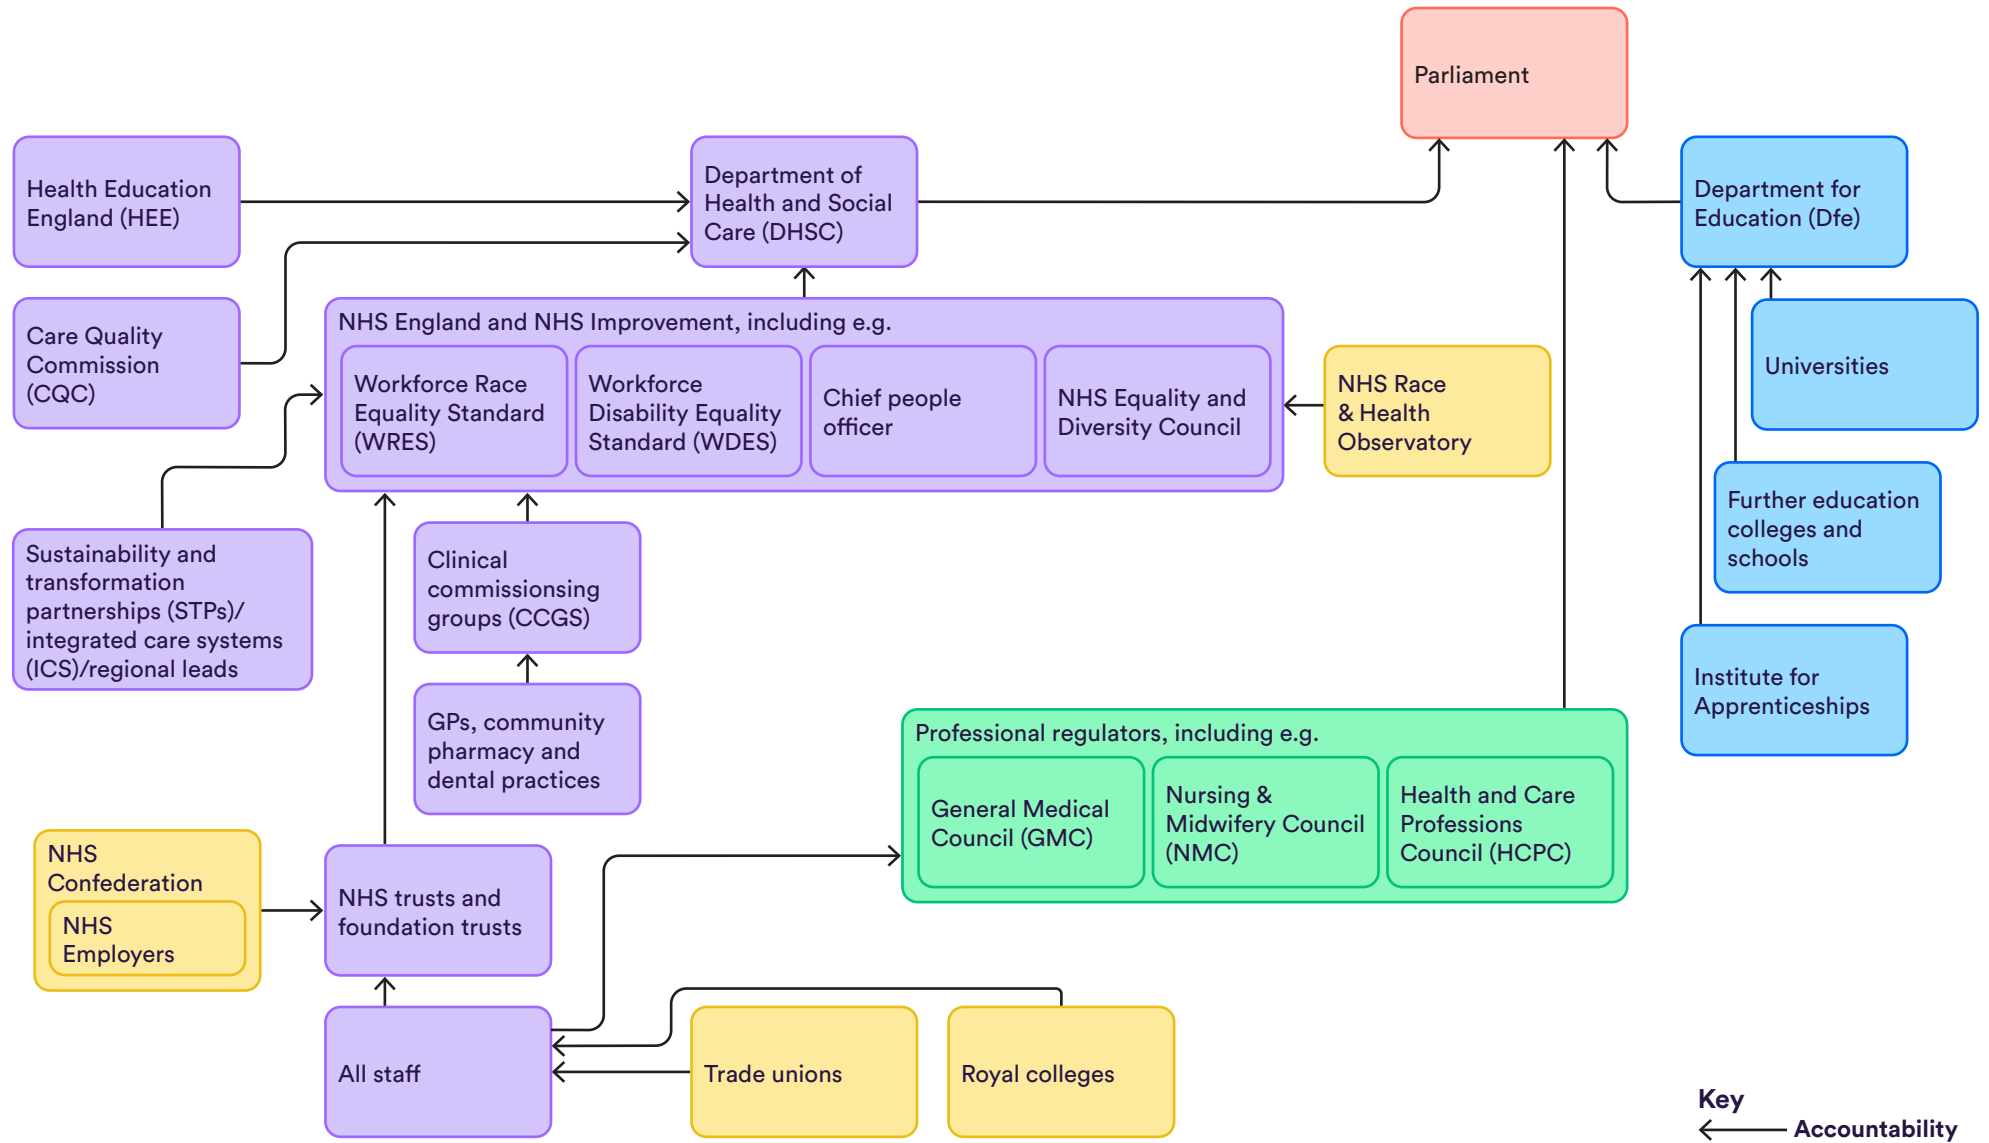 Parliament
Health Education
England (HEE)
Department of
Health and Social
Care (DHSC)
Department for
Education (Dfe)
Care Quality
Commission
(CQC)
NHS England and NHS Improvement, including e.g.
Workforce Race
Equality Standard
(WRES)
Workforce
Disability Equality
Standard (WDES)
Chief people
officer
NHS Equality and
Diversity Council
NHS Race
& Health
Observatory
Universities
Further education
colleges and
schools
Sustainability and
transformation
partnerships (STPs)/
integrated care systems
(ICS)/regional leads
Clinical
commissionsing
groups (CCGS)
Institute for
Apprenticeships
GPs, community
pharmacy and
dental practices
Professional regulators, including e.g.
General Medical
Council (GMC)
Nursing &
Midwifery Council
(NMC)
Health and Care
Professions
Council (HCPC)
NHS
Confederation
NHS
Employers
NHS trusts and
foundation trusts
All staff
Trade unions
Royal colleges
Key
Accountability